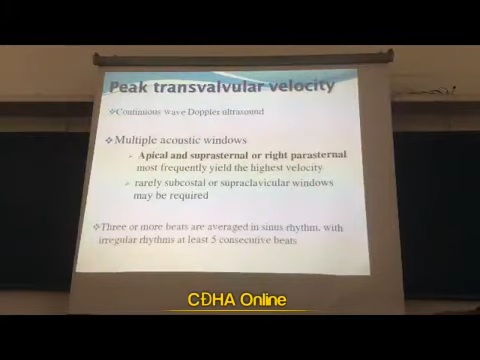 Peak transvalvular velocity
❖Continuous wave Doppler ultrasound
❖ Multiple acoustic windows
- Apical and suprasternal or right parasternal
most frequently yield the highest velocity
- rarely subcostal or supraclavicular windows
may be required
❖Three or more beats are averaged in sinus rhythm, with
irregular rhythms at least 5 consecutive beats
CĐHA Online